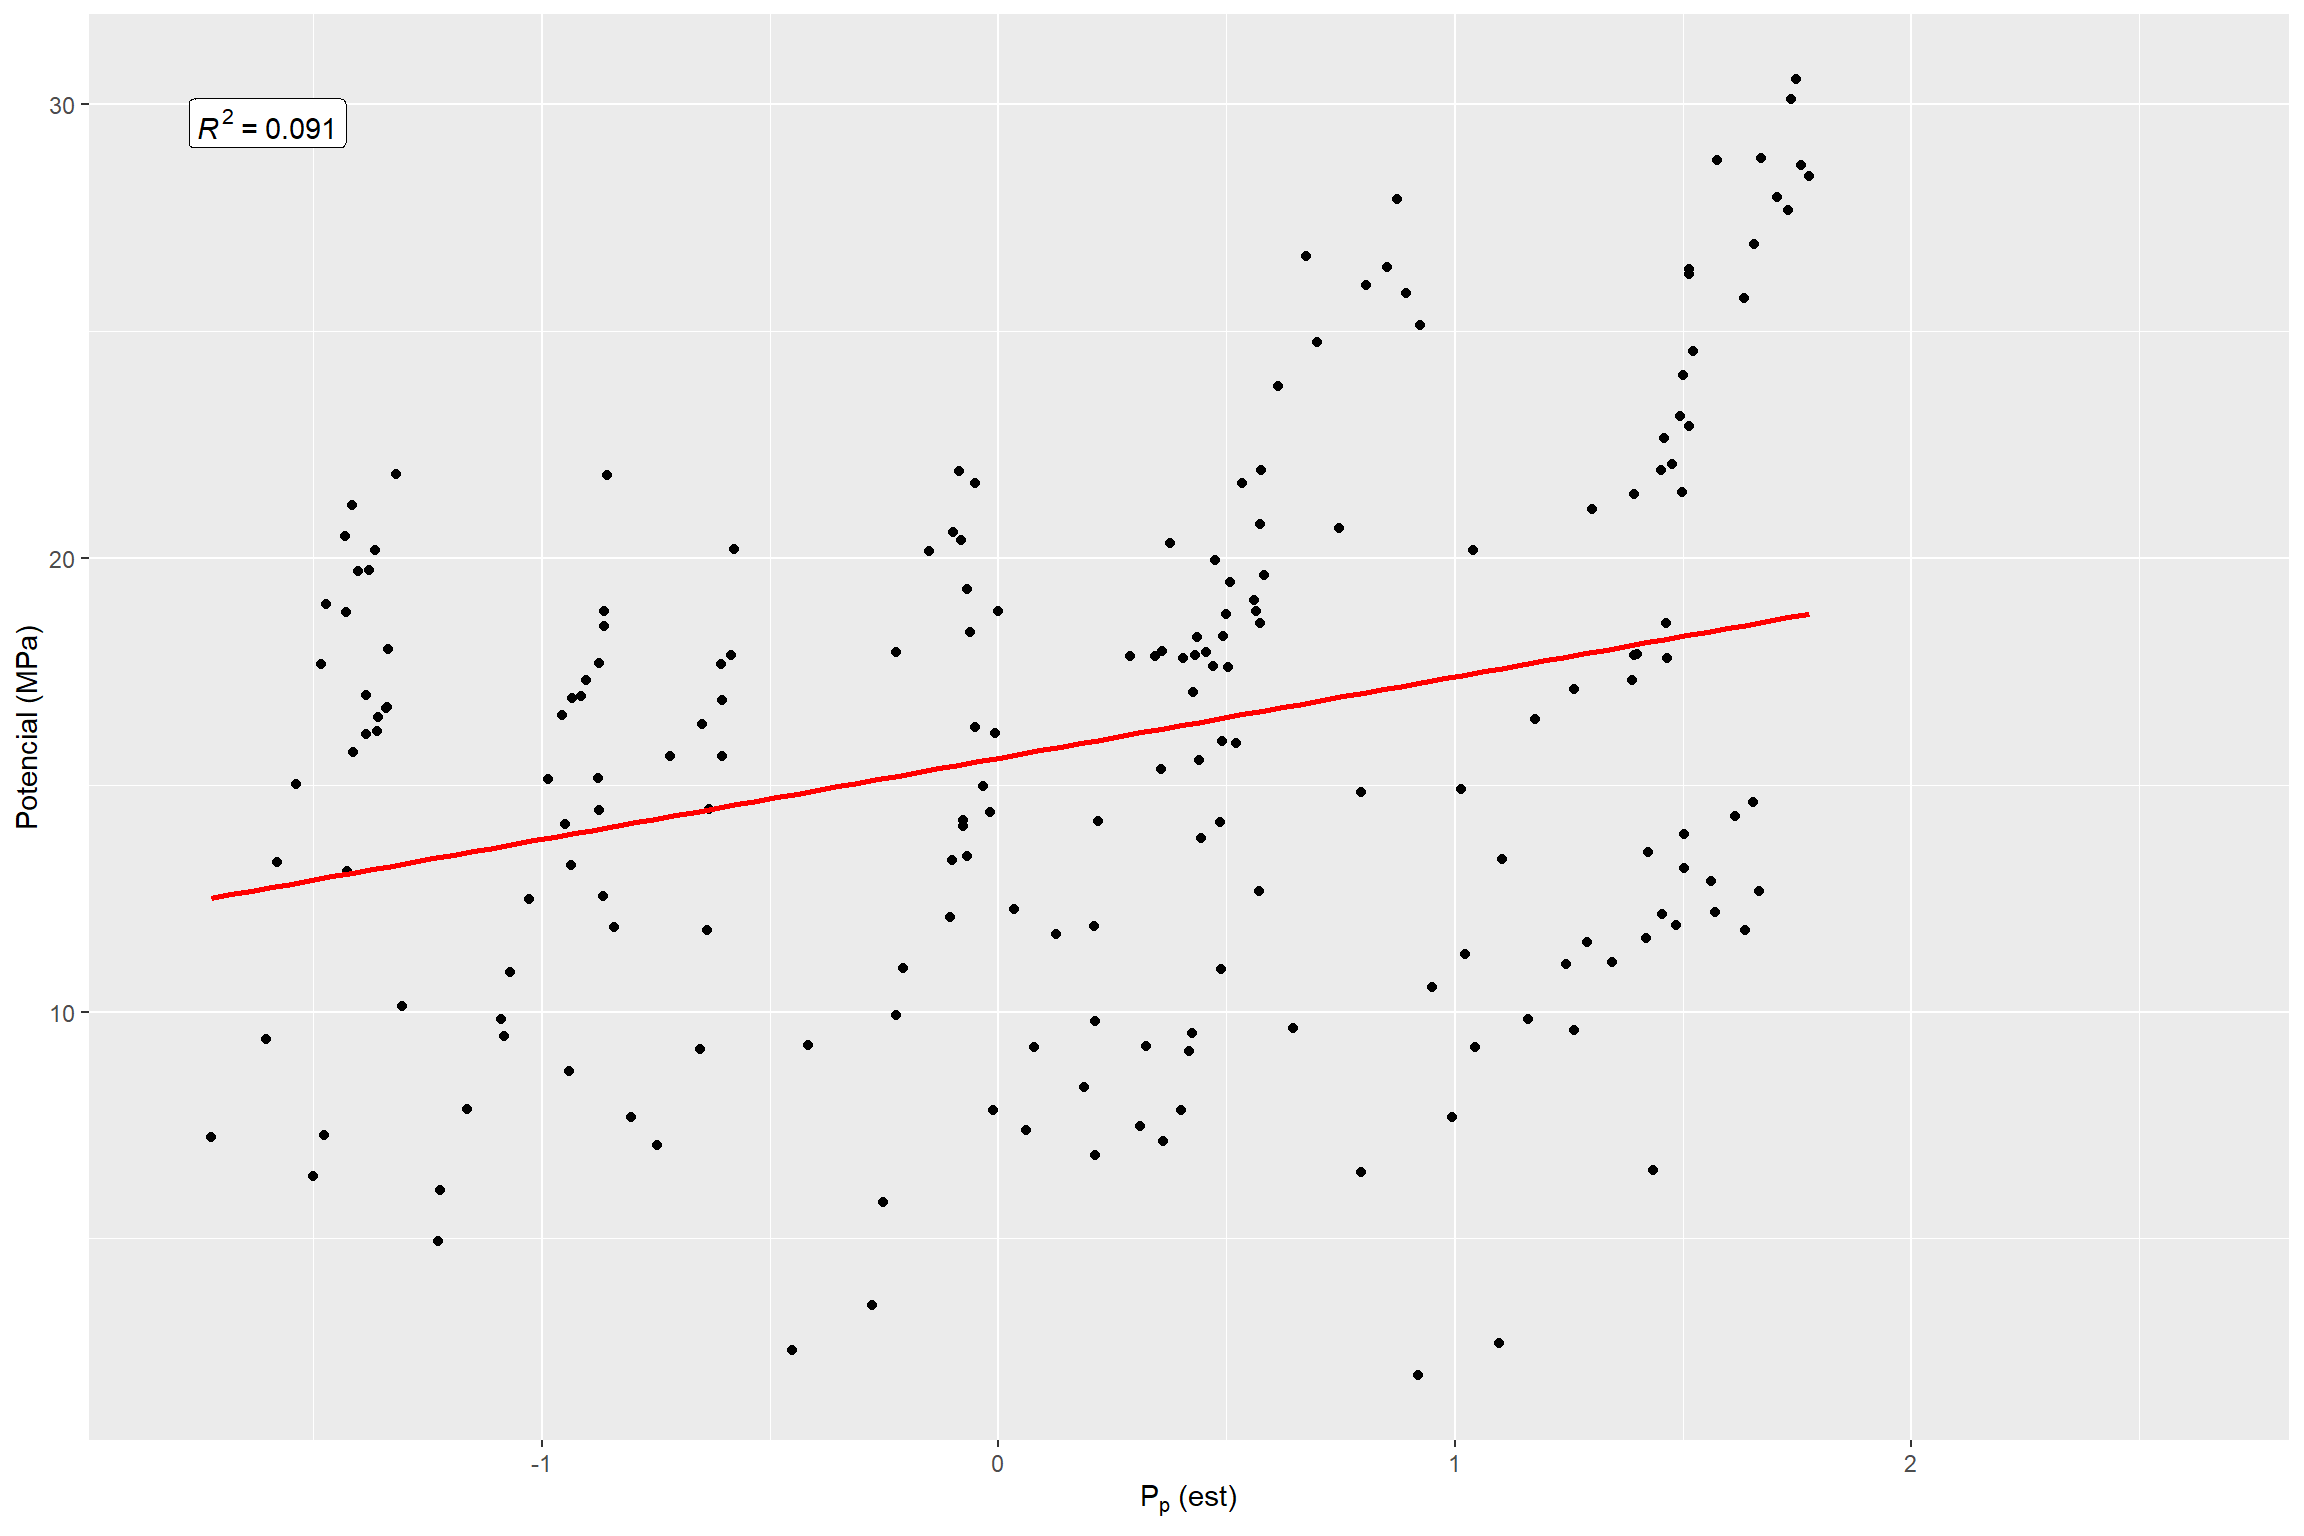 R² = 0.091
30
20
10
Potencial (MPa)
-1 0 1 2
Pₚ (est)